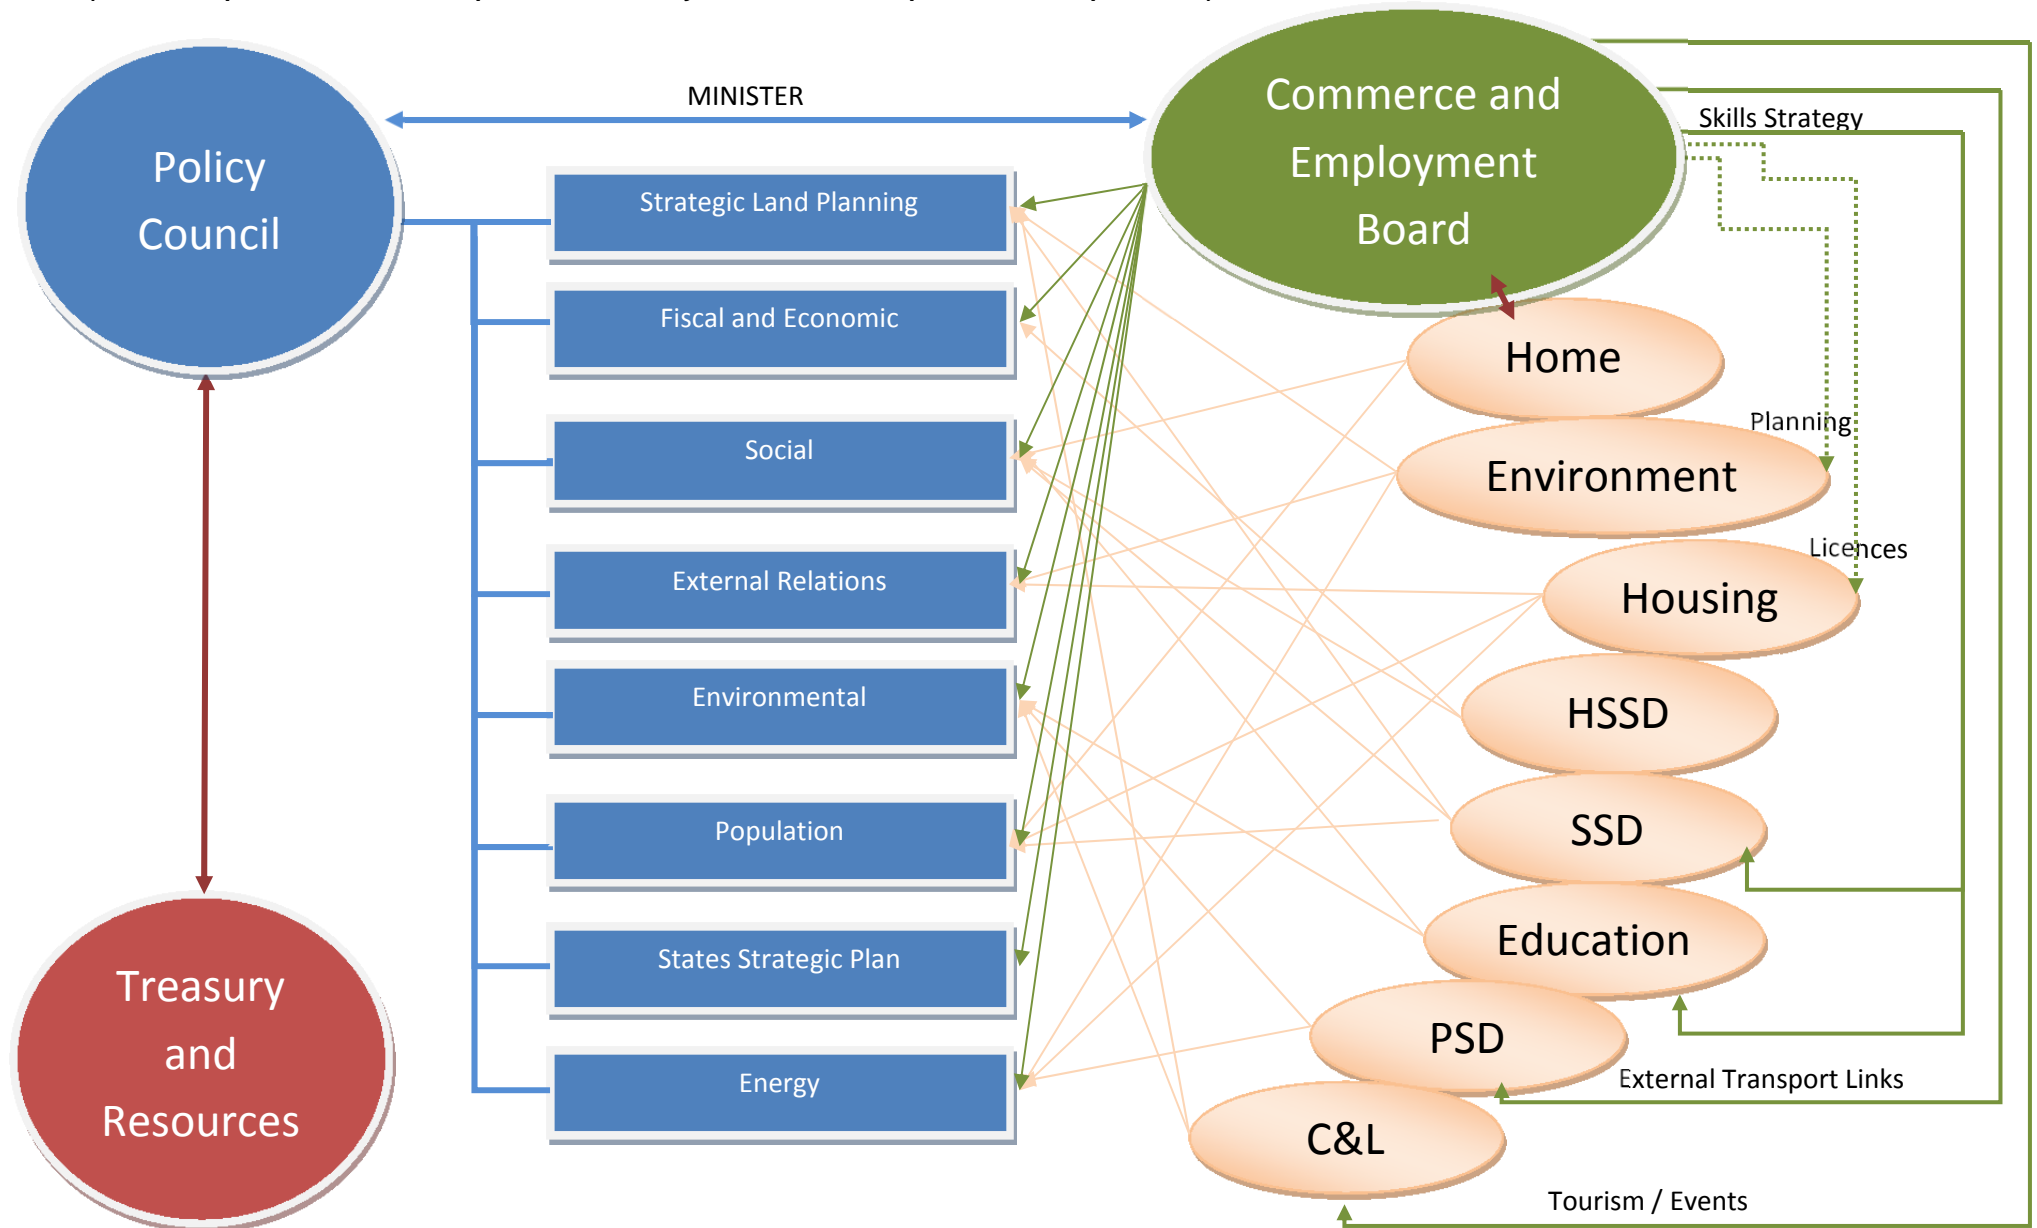 MINISTER
Policy
Council
Commerce and
Employment
Board
Skills Strategy
Strategic Land Planning
Fiscal and Economic
Social
External Relations
Environmental
Population
States Strategic Plan
Energy
Home
Planning
Environment
Licences
Housing
HSSD
SSD
Education
PSD
External Transport Links
C&L
Tourism / Events
Treasury
and
Resources